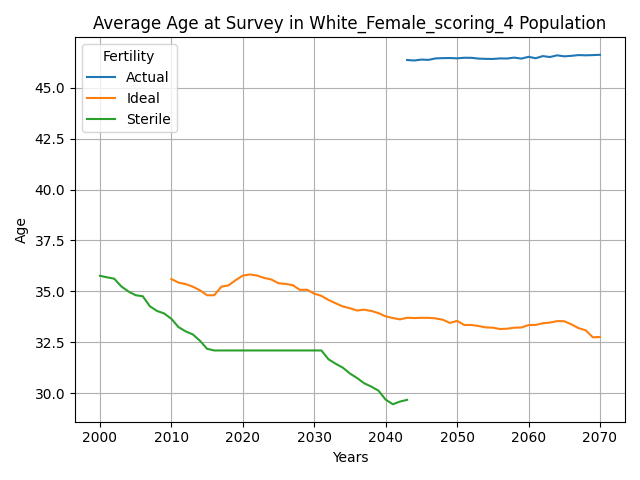 Average Age at Survey in White_Female_scoring_4 Population
Fertility
Actual
Ideal
Sterile
Age
45.0
42.5
40.0
37.5
35.0
32.5
30.0
2000 2010 2020 2030 2040 2050 2060 2070
Years